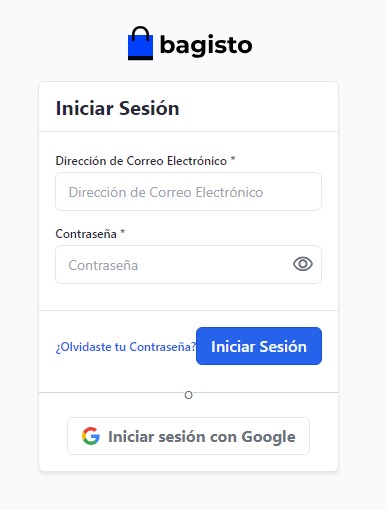 bagisto
Iniciar Sesión
Dirección de Correo Electrónico *
Dirección de Correo Electrónico
Contraseña *
Contraseña
¿Olvidaste tu Contraseña? Iniciar Sesión
O
Iniciar sesión con Google